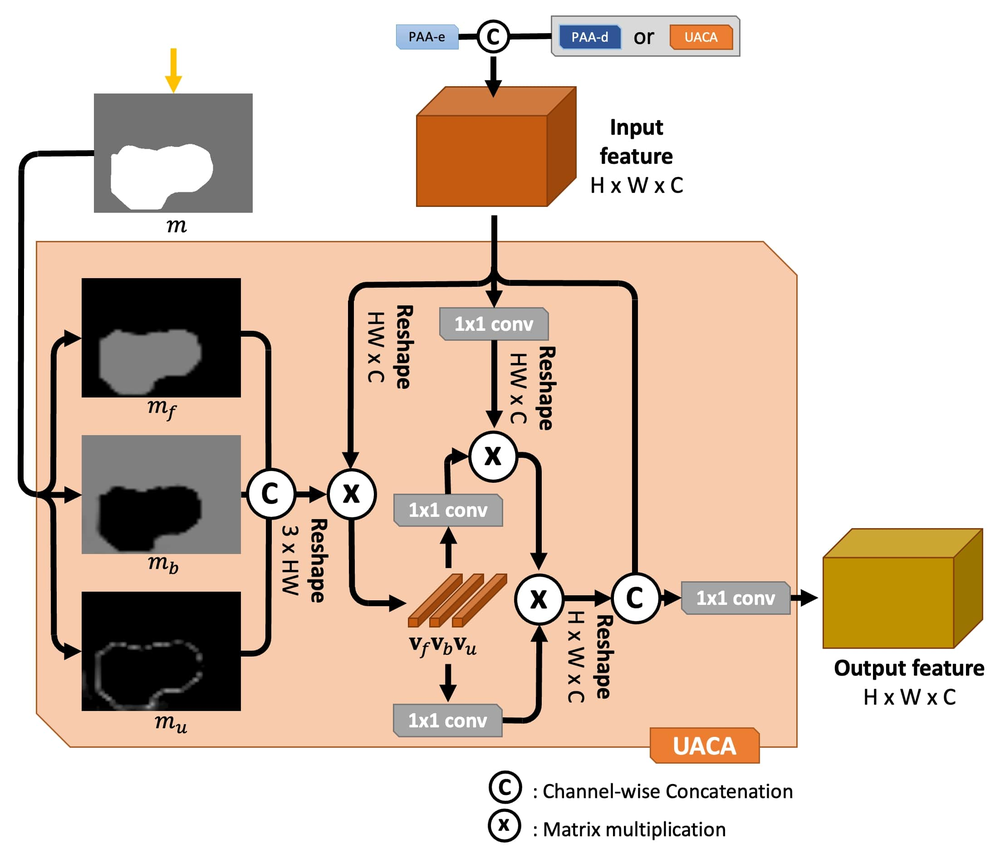 PAA-e
C
PAA-d or UACA
Input
feature
H x W x C
m
m_f
m_b
m_u
C
Reshape
3 x HW
X
Reshape
HW x C
1x1 conv
Reshape
HW x C
X
1x1 conv
v_f v_b v_u
1x1 conv
X
Reshape
H x W x C
C
1x1 conv
Output feature
H x W x C
UACA
C : Channel-wise Concatenation
X : Matrix multiplication